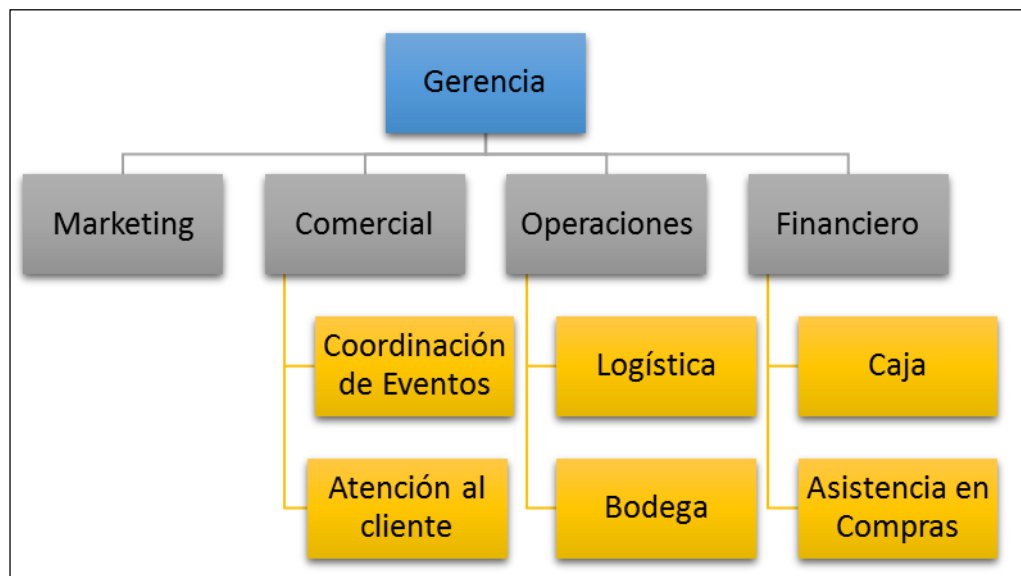 Gerencia
Marketing
Comercial
Operaciones
Financiero
Coordinación
de Eventos
Logística
Caja
Atención al
cliente
Bodega
Asistencia en
Compras